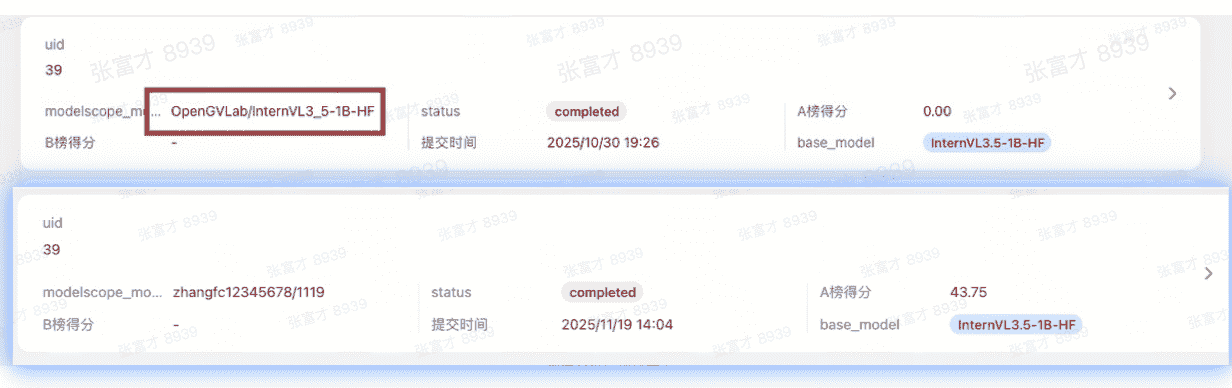 uid
39
modelscope_mo... OpenGVLab/InternVL3_5-1B-HF status completed A榜得分 0.00
B榜得分 - 提交时间 2025/10/30 19:26 base_model InternVL3.5-1B-HF
uid
39
modelscope_mo... zhangfc12345678/1119 status completed A榜得分 43.75
B榜得分 - 提交时间 2025/11/19 14:04 base_model InternVL3.5-1B-HF
张富才 8939